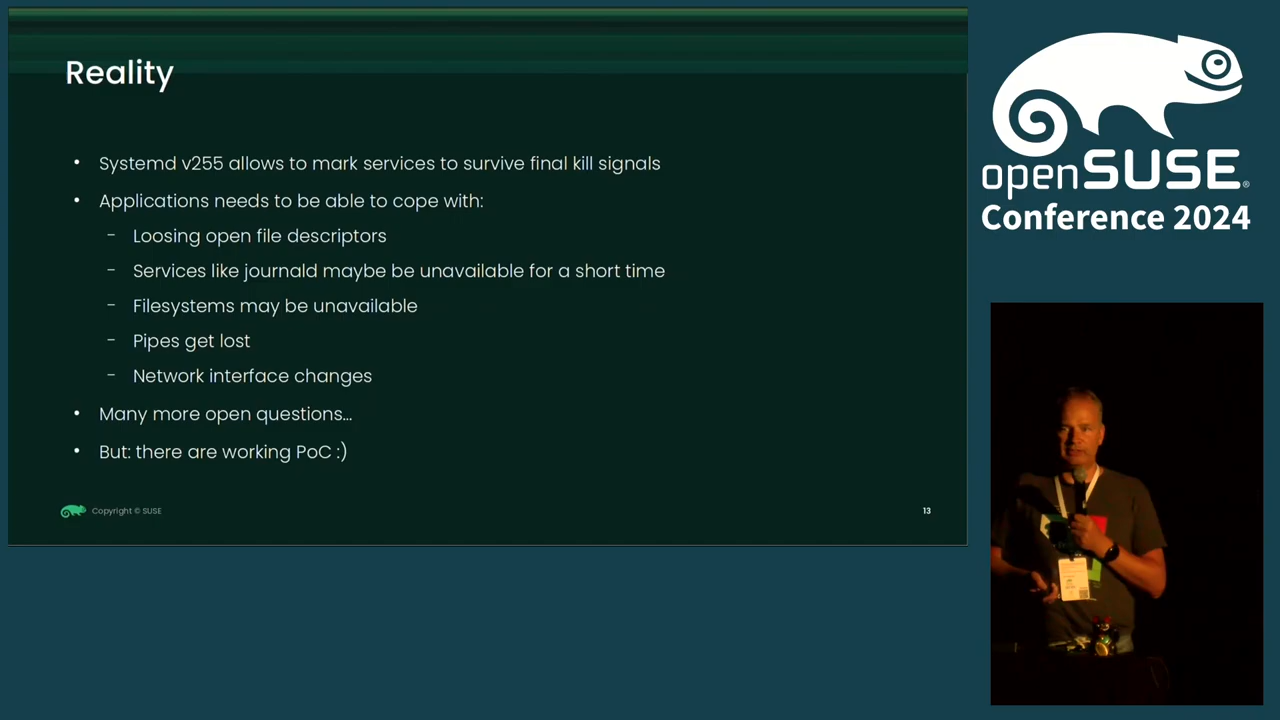 Reality
• Systemd v255 allows to mark services to survive final kill signals
• Applications needs to be able to cope with:
– Loosing open file descriptors
– Services like journald maybe be unavailable for a short time
– Filesystems may be unavailable
– Pipes get lost
– Network interface changes
• Many more open questions...
• But: there are working PoC :)
Copyright © SUSE
13
openSUSE®
Conference 2024